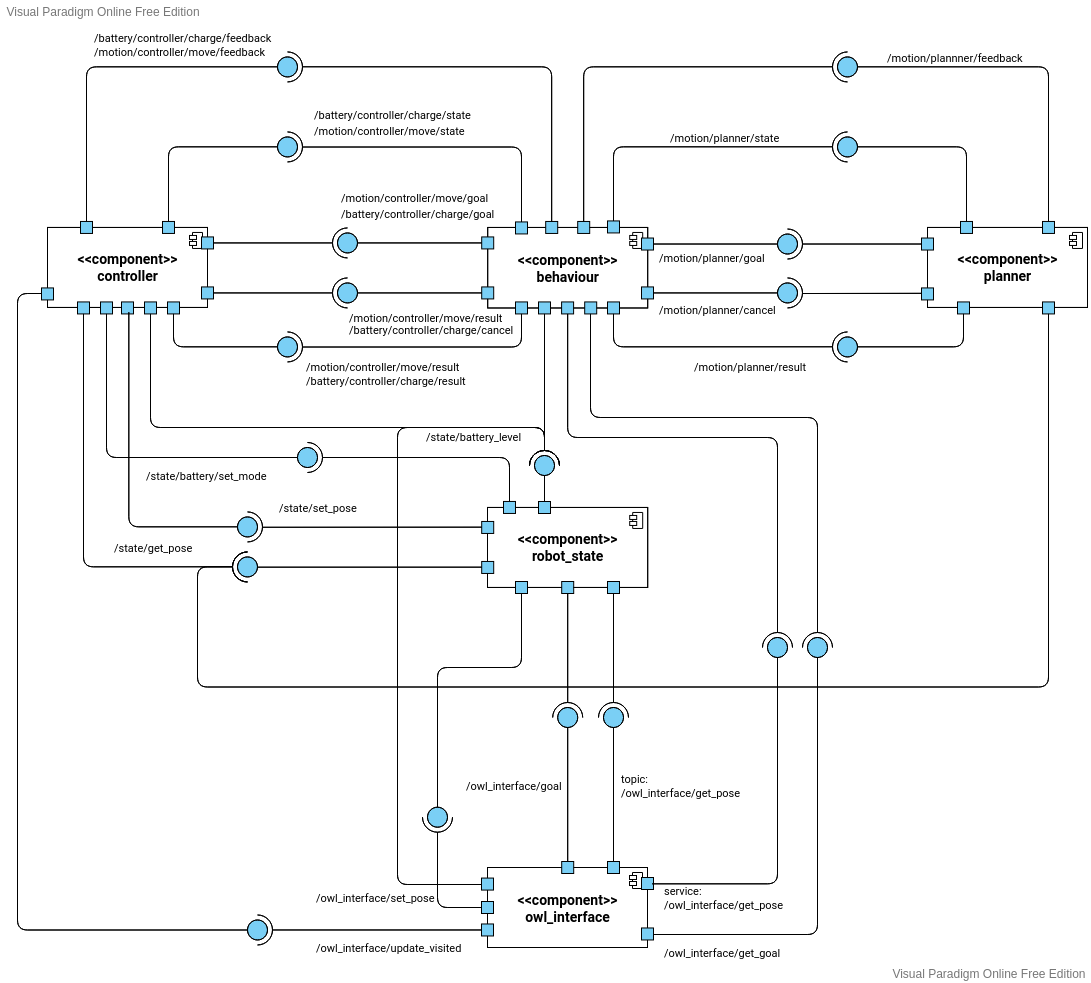 Visual Paradigm Online Free Edition
/battery/controller/charge/feedback
/motion/controller/move/feedback
/motion/plannner/feedback
/battery/controller/charge/state
/motion/controller/move/state
/motion/planner/state
/motion/controller/move/goal
/battery/controller/charge/goal
<<component>>
controller
<<component>>
behaviour
/motion/planner/goal
<<component>>
planner
/motion/controller/move/result
/battery/controller/charge/cancel
/motion/planner/cancel
/motion/controller/move/result
/battery/controller/charge/result
/motion/planner/result
/state/battery_level
/state/battery/set_mode
/state/set_pose
/state/get_pose
<<component>>
robot_state
/owl_interface/goal
topic:
/owl_interface/get_pose
/owl_interface/set_pose
<<component>>
owl_interface
service:
/owl_interface/get_pose
/owl_interface/update_visited
/owl_interface/get_goal
Visual Paradigm Online Free Edition